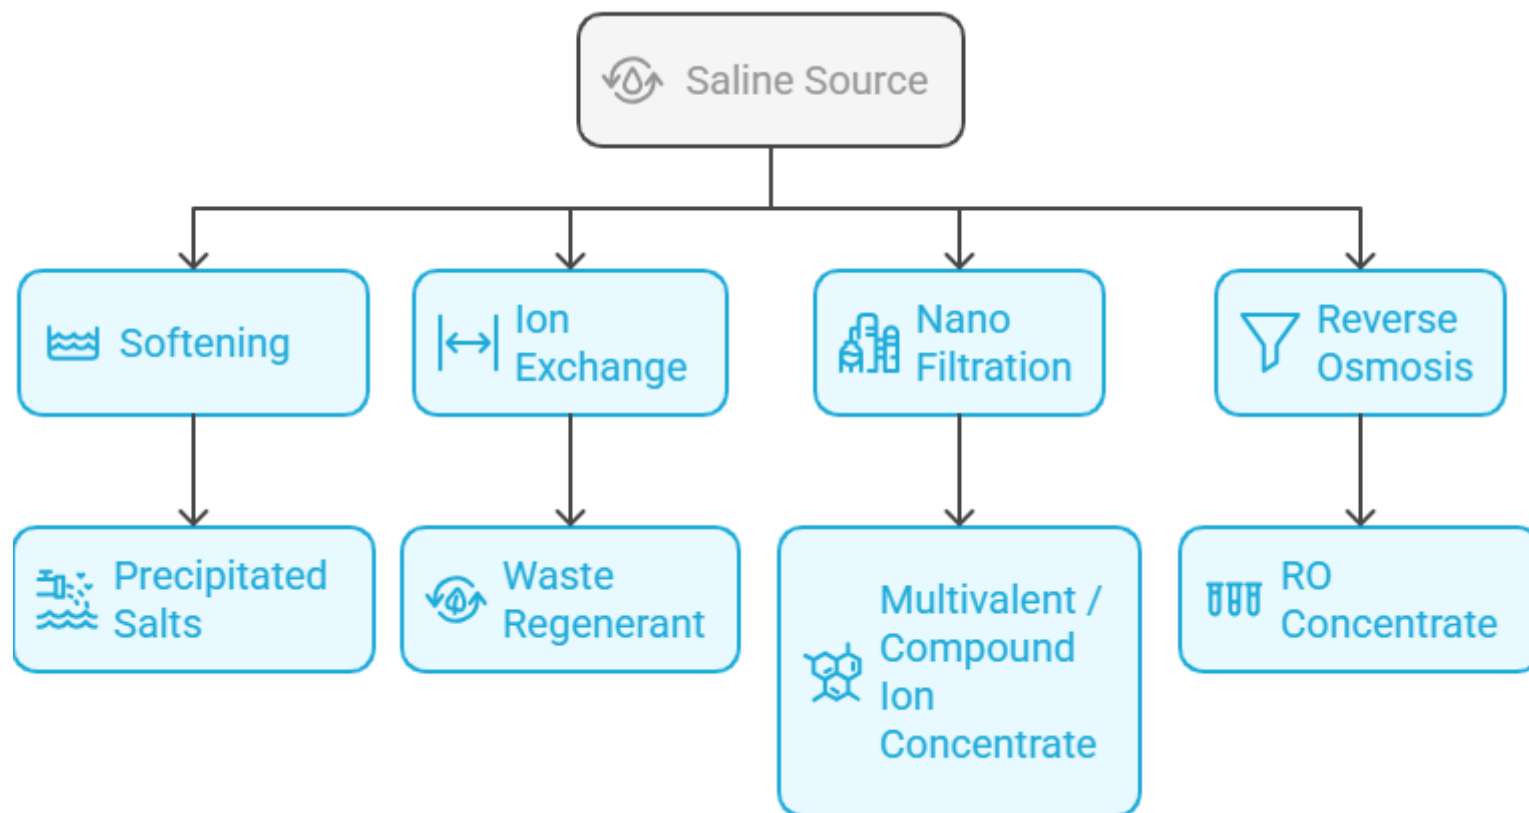 Saline Source
Softening
Ion
Exchange
Nano
Filtration
Reverse
Osmosis
Precipitated
Salts
Waste
Regenerant
Multivalent /
Compound
Ion
Concentrate
RO
Concentrate